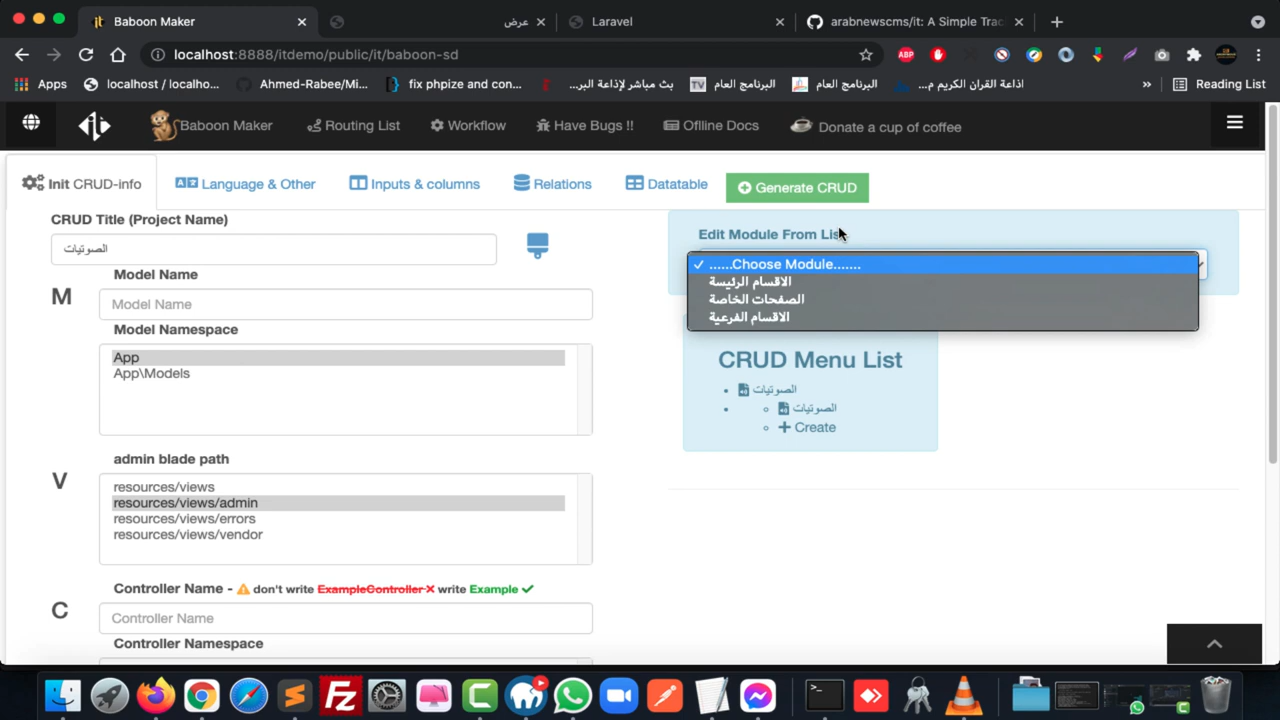 Baboon Maker
عرض
Laravel
arabnewscms/it: A Simple Trac
localhost:8888/itdemo/public/it/baboon-sd
ABP
Apps
localhost / localho...
Ahmed-Rabee/Mi...
fix phpize and con...
بث مباشر لإذاعة البر...
TV
البرنامج العام
البرنامج العام
اذاعة القران الكريم م...
»
Reading List
Baboon Maker
Routing List
Workflow
Have Bugs !!
Oflline Docs
Donate a cup of coffee
Init CRUD-info
Language & Other
Inputs & columns
Relations
Datatable
Generate CRUD
CRUD Title (Project Name)
الصوتيات
Edit Module From List
✓ ......Choose Module.......
الاقسام الرئيسة
الصفحات الخاصة
الاقسام الفرعية
Model Name
M
Model Name
Model Namespace
App
App\Models
CRUD Menu List
الصوتيات
الصوتيات
+ Create
admin blade path
V
resources/views
resources/views/admin
resources/views/errors
resources/views/vendor
Controller Name - don't write ExampleController ✕ write Example ✓
C
Controller Name
Controller Namespace